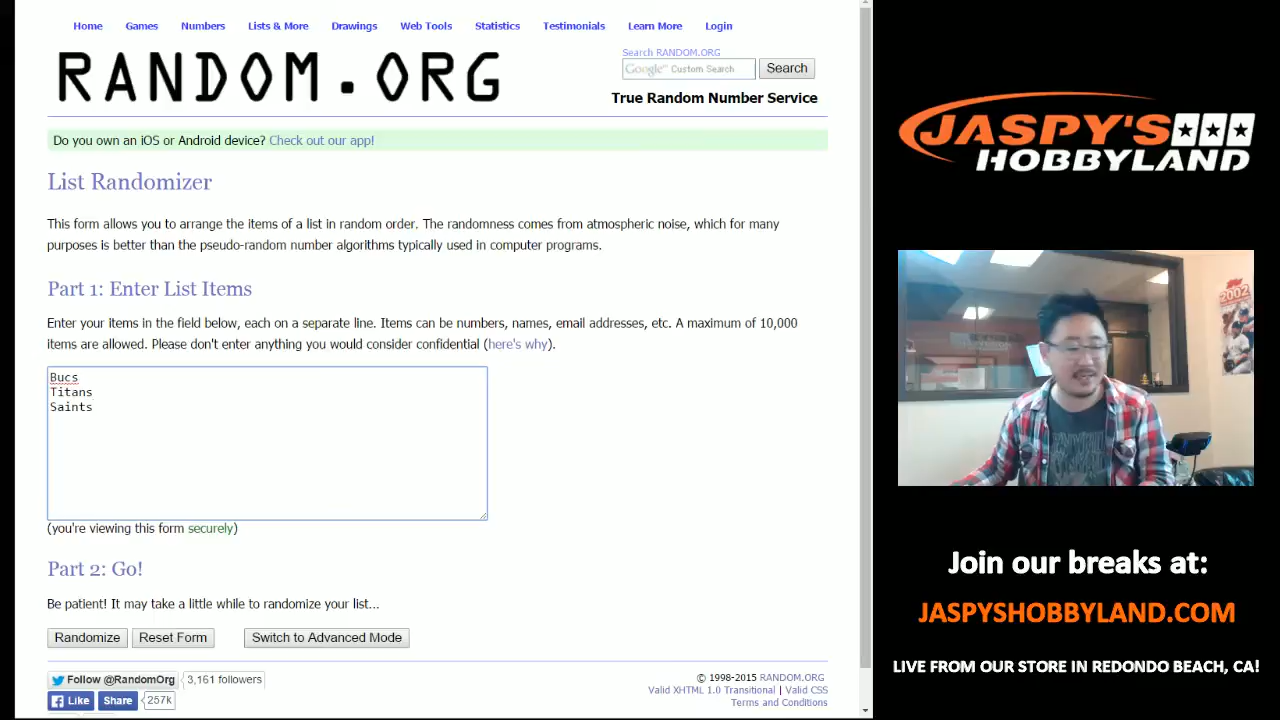 Home Games Numbers Lists & More Drawings Web Tools Statistics Testimonials Learn More Login
RANDOM.ORG
Search RANDOM.ORG
Google™ Custom Search Search
True Random Number Service
Do you own an iOS or Android device? Check out our app!
List Randomizer
This form allows you to arrange the items of a list in random order. The randomness comes from atmospheric noise, which for many
purposes is better than the pseudo-random number algorithms typically used in computer programs.
Part 1: Enter List Items
Enter your items in the field below, each on a separate line. Items can be numbers, names, email addresses, etc. A maximum of 10,000
items are allowed. Please don't enter anything you would consider confidential (here's why).
Bucs
Titans
Saints
(you're viewing this form securely)
Part 2: Go!
Be patient! It may take a little while to randomize your list...
Randomize Reset Form Switch to Advanced Mode
Follow @RandomOrg 3,161 followers
Like Share 257k
© 1998-2015 RANDOM.ORG
Valid XHTML 1.0 Transitional | Valid CSS
Terms and Conditions
JASPY'S
HOBBYLAND
2002
Join our breaks at:
JASPYSHOBBYLAND.COM
LIVE FROM OUR STORE IN REDONDO BEACH, CA!